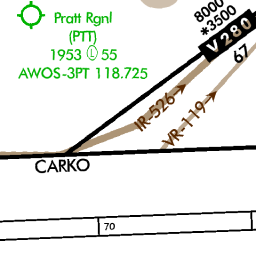 Pratt Rgnl
(PTT)
1953 Ⓛ 55
AWOS-3PT 118.725
8000
*3500
V280
67
IR-526
VR-119
CARKO
70